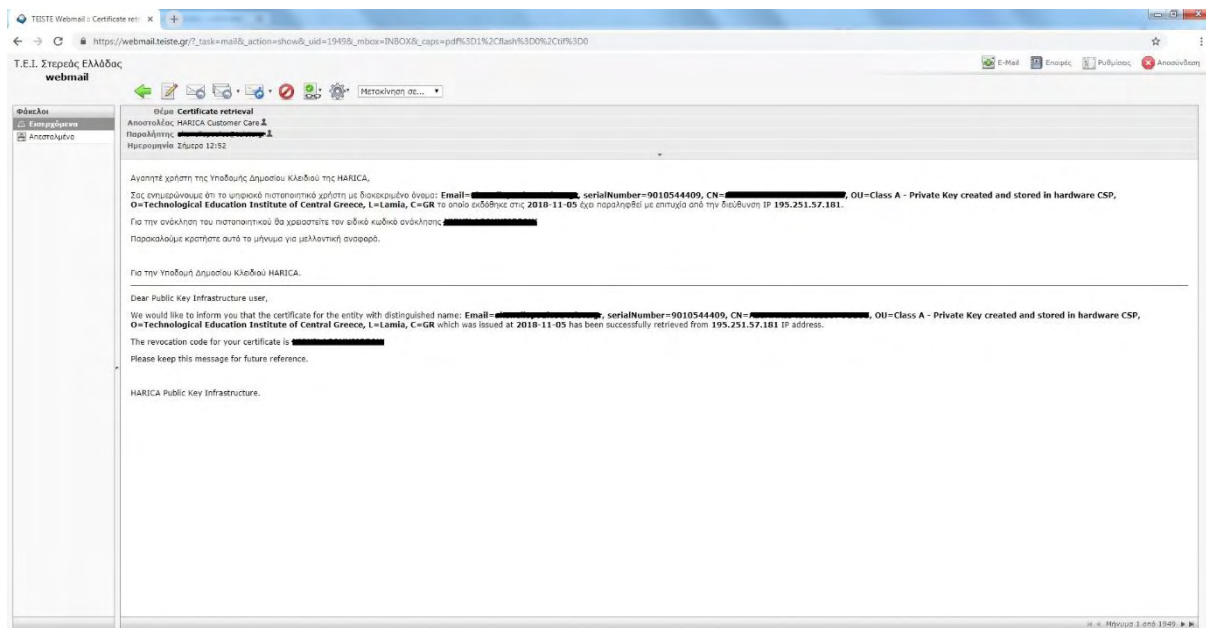 TEISTE Webmail :: Certificate retr
https://webmail.teiste.gr/?_task=mail&_action=show&_uid=1949&_mbox=INBOX&_caps=pdf%3D1%2Cflash%3D0%2Ctif%3D0
Τ.Ε.Ι. Στερεάς Ελλάδας
webmail
E-Mail Επαφές Ρυθμίσεις Αποσύνδεση
Μετακίνηση σε...
Φάκελοι
Εισερχόμενα
Απεσταλμένα
Θέμα Certificate retrieval
Αποστολέας HARICA Customer Care
Παραλήπτης
Ημερομηνία Σήμερα 12:52
Αγαπητέ χρήστη της Υποδομής Δημοσίου Κλειδιού της HARICA,
Σας ενημερώνουμε ότι το ψηφιακό πιστοποιητικό χρήστη με διακεκριμένο όνομα: Email= , serialNumber=9010544409, CN= , OU=Class A - Private Key created and stored in hardware CSP,
O=Technological Education Institute of Central Greece, L=Lamia, C=GR το οποίο εκδόθηκε στις 2018-11-05 έχει παραληφθεί με επιτυχία από την διεύθυνση IP 195.251.57.181.
Για την ανάκληση του πιστοποιητικού θα χρειαστείτε τον ειδικό κωδικό ανάκλησης
Παρακαλούμε κρατήστε αυτό το μήνυμα για μελλοντική αναφορά.
Για την Υποδομή Δημοσίου Κλειδιού HARICA.
Dear Public Key Infrastructure user,
We would like to inform you that the certificate for the entity with distinguished name: Email= , serialNumber=9010544409, CN= , OU=Class A - Private Key created and stored in hardware CSP,
O=Technological Education Institute of Central Greece, L=Lamia, C=GR which was issued at 2018-11-05 has been successfully retrieved from 195.251.57.181 IP address.
The revocation code for your certificate is
Please keep this message for future reference.
HARICA Public Key Infrastructure.
Μήνυμα 1 από 1949